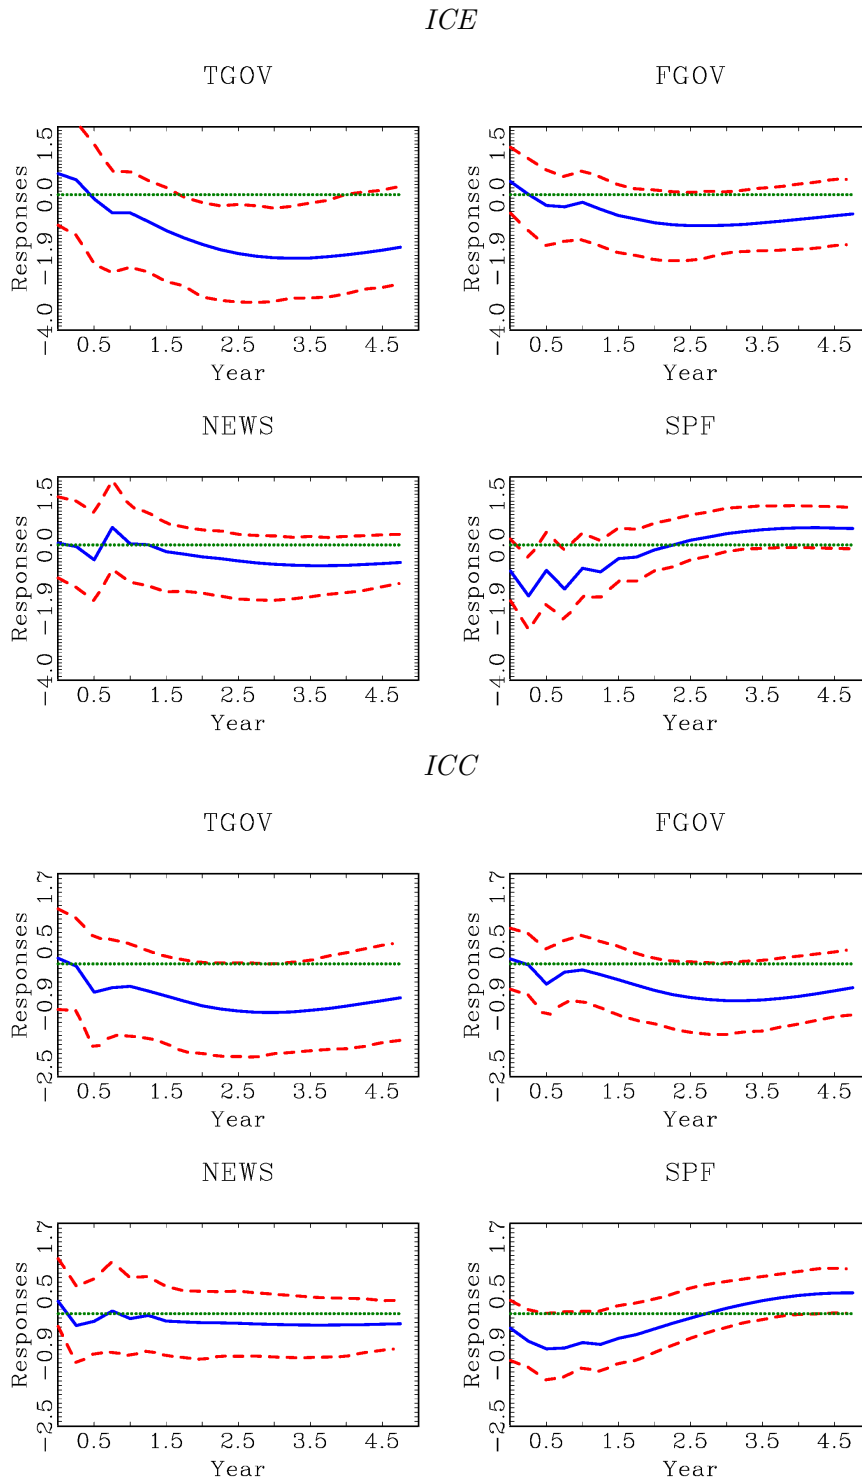 ICE
TGOV
FGOV
Responses
1.5
0.0
−1.9
−4.0
0.5
1.5
2.5
3.5
4.5
Year
Responses
1.5
0.0
−1.9
−4.0
0.5
1.5
2.5
3.5
4.5
Year
NEWS
SPF
Responses
1.5
0.0
−1.9
−4.0
0.5
1.5
2.5
3.5
4.5
Year
Responses
1.5
0.0
−1.9
−4.0
0.5
1.5
2.5
3.5
4.5
Year
ICC
TGOV
FGOV
Responses
1.7
0.5
−0.9
−2.5
0.5
1.5
2.5
3.5
4.5
Year
Responses
1.7
0.5
−0.9
−2.5
0.5
1.5
2.5
3.5
4.5
Year
NEWS
SPF
Responses
1.7
0.5
−0.9
−2.5
0.5
1.5
2.5
3.5
4.5
Year
Responses
1.7
0.5
−0.9
−2.5
0.5
1.5
2.5
3.5
4.5
Year